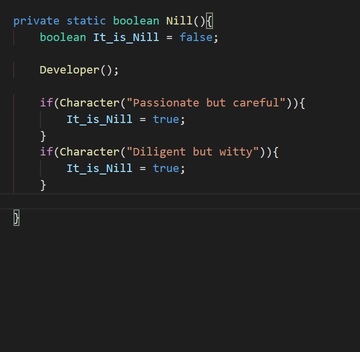 private static boolean Nill(){
boolean It_is_Nill = false;
Developer();
if(Character("Passionate but careful")){
It_is_Nill = true;
}
if(Character("Diligent but witty")){
It_is_Nill = true;
}
}